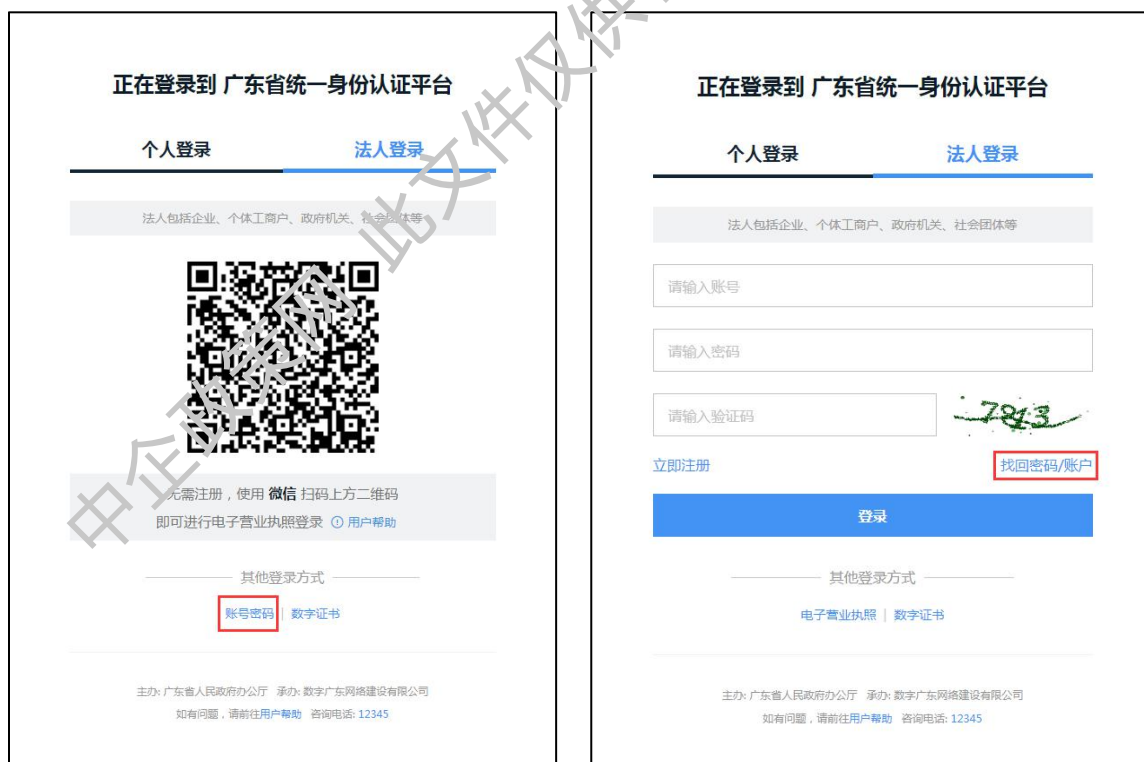 正在登录到 广东省统一身份认证平台
个人登录
法人登录
法人包括企业、个体工商户、政府机关、社会团体等
无需注册，使用 微信 扫码上方二维码
即可进行电子营业执照登录 用户帮助
其他登录方式
账号密码 | 数字证书
主办: 广东省人民政府办公厅 承办: 数字广东网络建设有限公司
如有问题，请前往用户帮助 咨询电话: 12345
正在登录到 广东省统一身份认证平台
个人登录
法人登录
法人包括企业、个体工商户、政府机关、社会团体等
请输入账号
请输入密码
请输入验证码
7943
立即注册
找回密码/账户
登录
其他登录方式
电子营业执照 | 数字证书
主办: 广东省人民政府办公厅 承办: 数字广东网络建设有限公司
如有问题，请前往用户帮助 咨询电话: 12345
中企政策网 此文件仅供